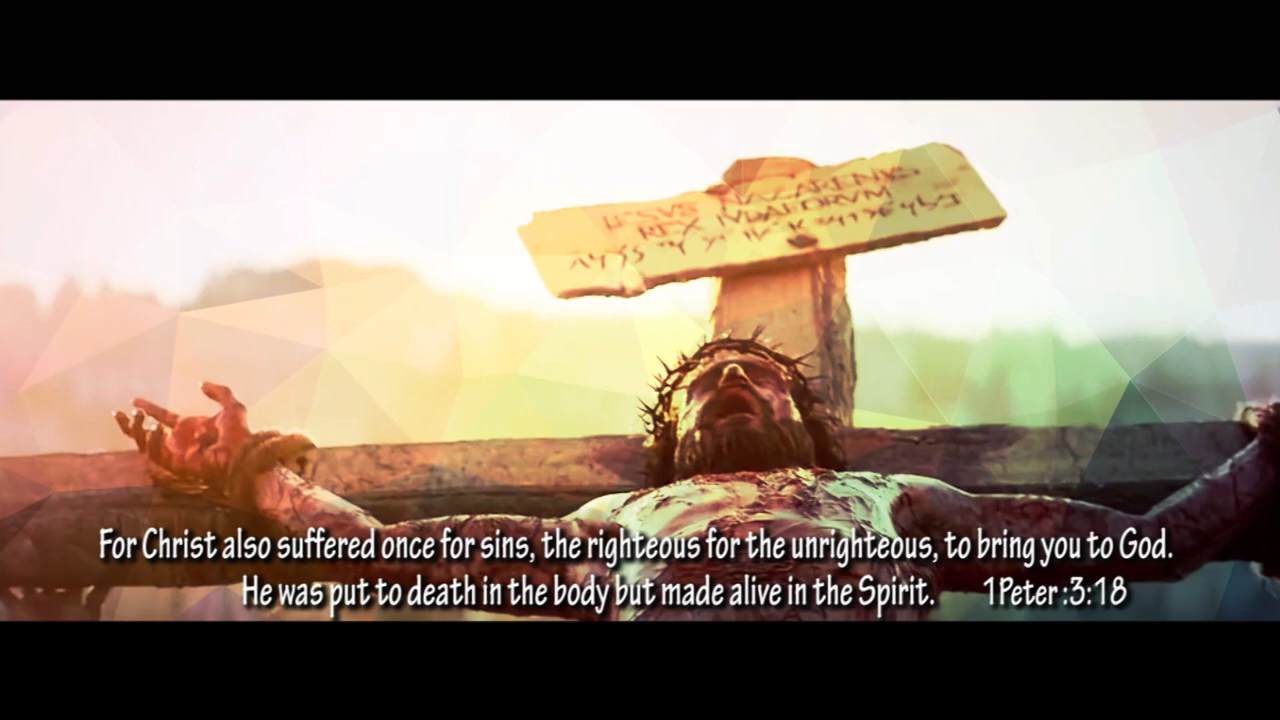 IESVS NAZARENVS
REX IVDAEORVM
For Christ also suffered once for sins, the righteous for the unrighteous, to bring you to God.
He was put to death in the body but made alive in the Spirit. 1Peter :3:18